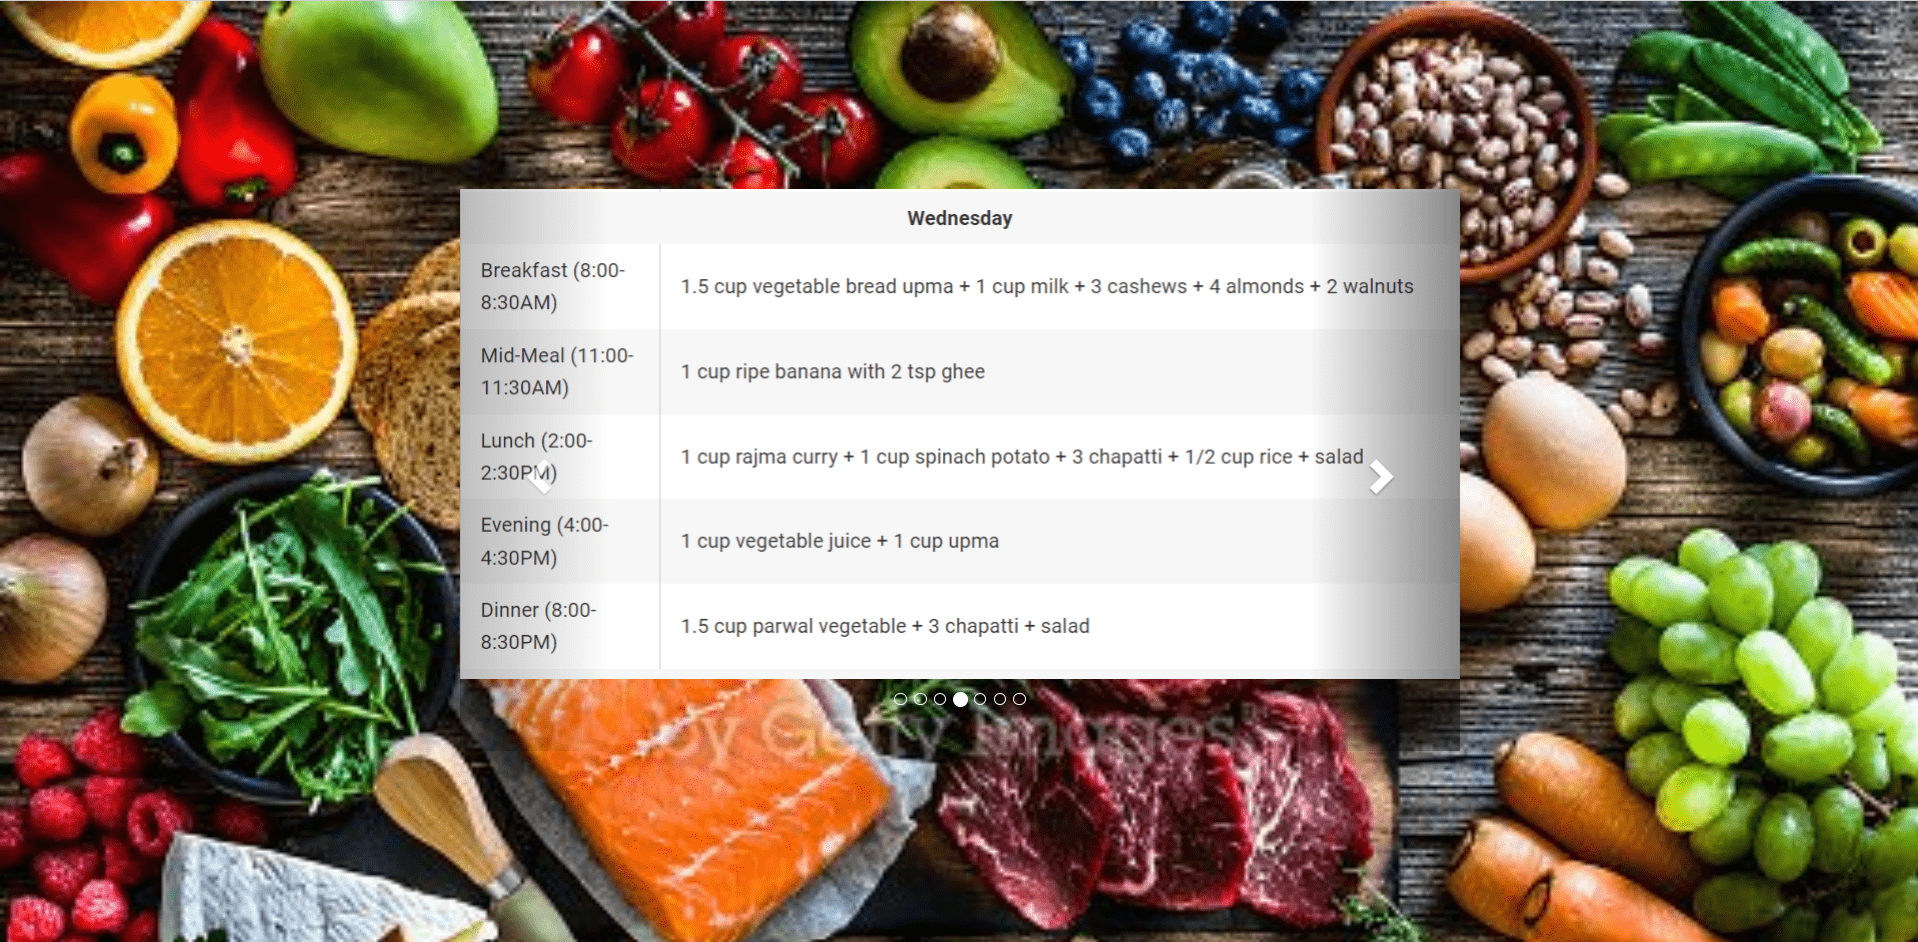 Wednesday
Breakfast (8:00-
8:30AM)
1.5 cup vegetable bread upma + 1 cup milk + 3 cashews + 4 almonds + 2 walnuts
Mid-Meal (11:00-
11:30AM)
1 cup ripe banana with 2 tsp ghee
Lunch (2:00-
2:30PM)
1 cup rajma curry + 1 cup spinach potato + 3 chapatti + 1/2 cup rice + salad
Evening (4:00-
4:30PM)
1 cup vegetable juice + 1 cup upma
Dinner (8:00-
8:30PM)
1.5 cup parwal vegetable + 3 chapatti + salad
by Getty Images